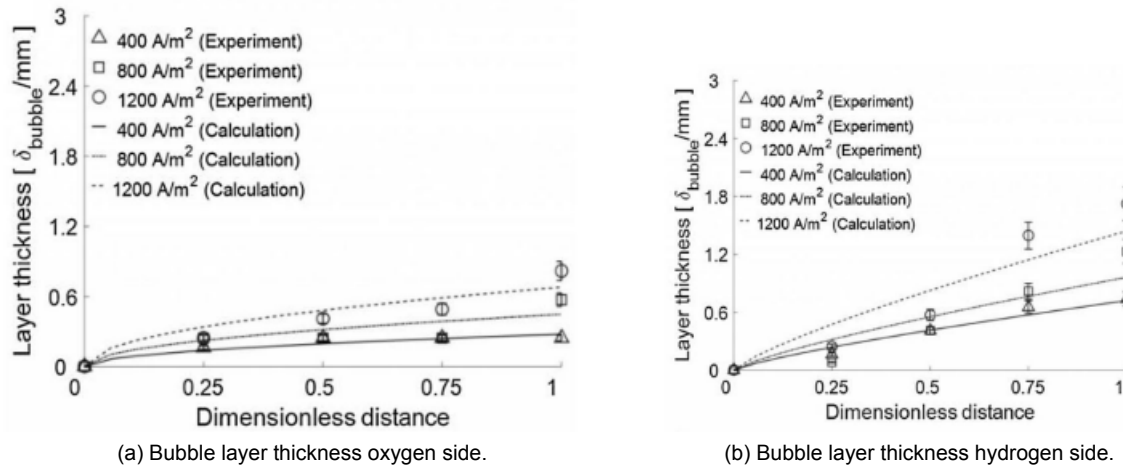 3
2.4
1.8
1.2
0.6
0
Layer thickness [ δbubble/mm ]
400 A/m² (Experiment)
800 A/m² (Experiment)
1200 A/m² (Experiment)
400 A/m² (Calculation)
800 A/m² (Calculation)
1200 A/m² (Calculation)
0 0.25 0.5 0.75 1
Dimensionless distance
(a) Bubble layer thickness oxygen side.
3
2.4
1.8
1.2
0.6
0
Layer thickness [ δbubble/mm ]
400 A/m² (Experiment)
800 A/m² (Experiment)
1200 A/m² (Experiment)
400 A/m² (Calculation)
800 A/m² (Calculation)
1200 A/m² (Calculation)
0 0.25 0.5 0.75 1
Dimensionless distance
(b) Bubble layer thickness hydrogen side.